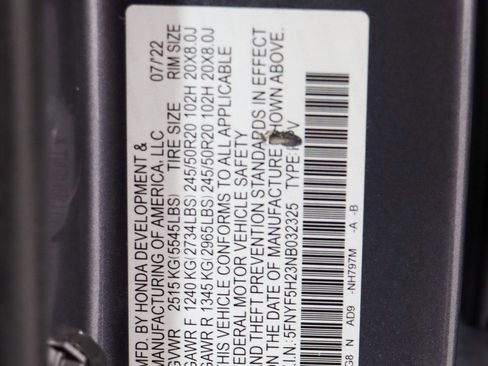 MFD. BY HONDA DEVELOPMENT &
MANUFACTURING OF AMERICA, LLC 07/'22
GVWR 2515 KG(5545LBS) TIRE SIZE RIM SIZE
GAWR F 1240 KG(2734LBS) 245/50R20 102H 20X8.0J
GAWR R 1345 KG(2965LBS) 245/50R20 102H 20X8.0J
THIS VEHICLE CONFORMS TO ALL APPLICABLE
FEDERAL MOTOR VEHICLE SAFETY
AND THEFT PREVENTION STANDARDS IN EFFECT
ON THE DATE OF MANUFACTURE SHOWN ABOVE.
V.I.N.: 5FNYF5H23NB032325 TYPE:
G8 N AD9 -NH797M -A -B